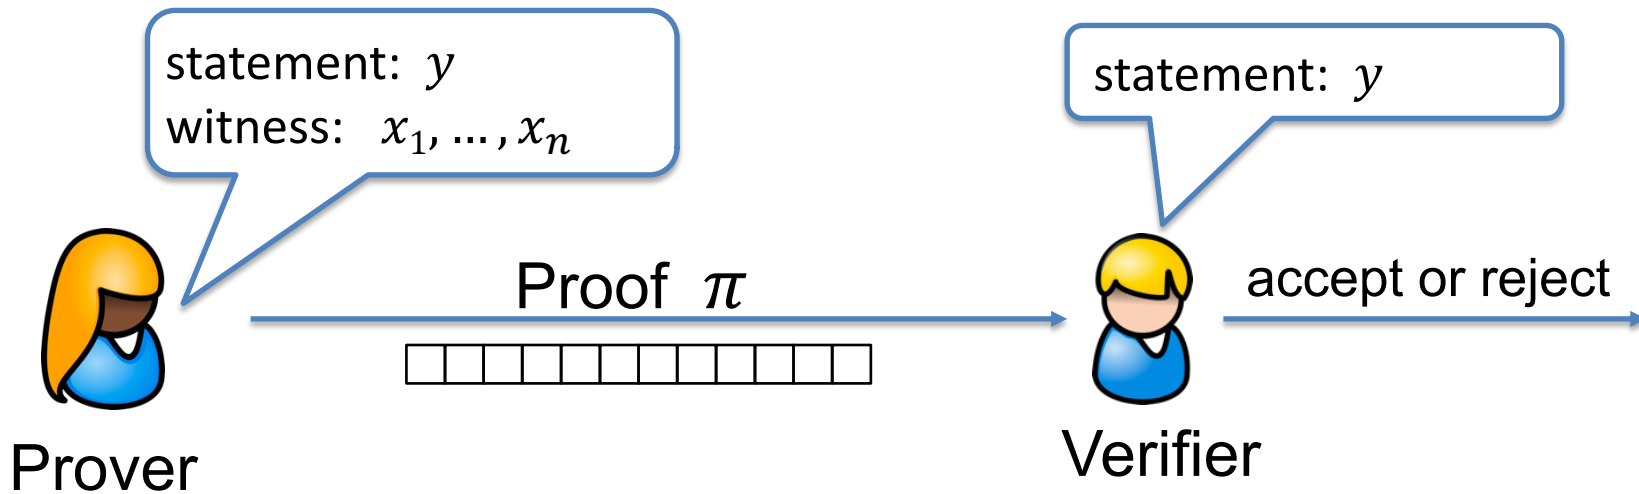 statement: y
witness: x₁, … , xₙ
statement: y
Proof π
accept or reject
Prover
Verifier